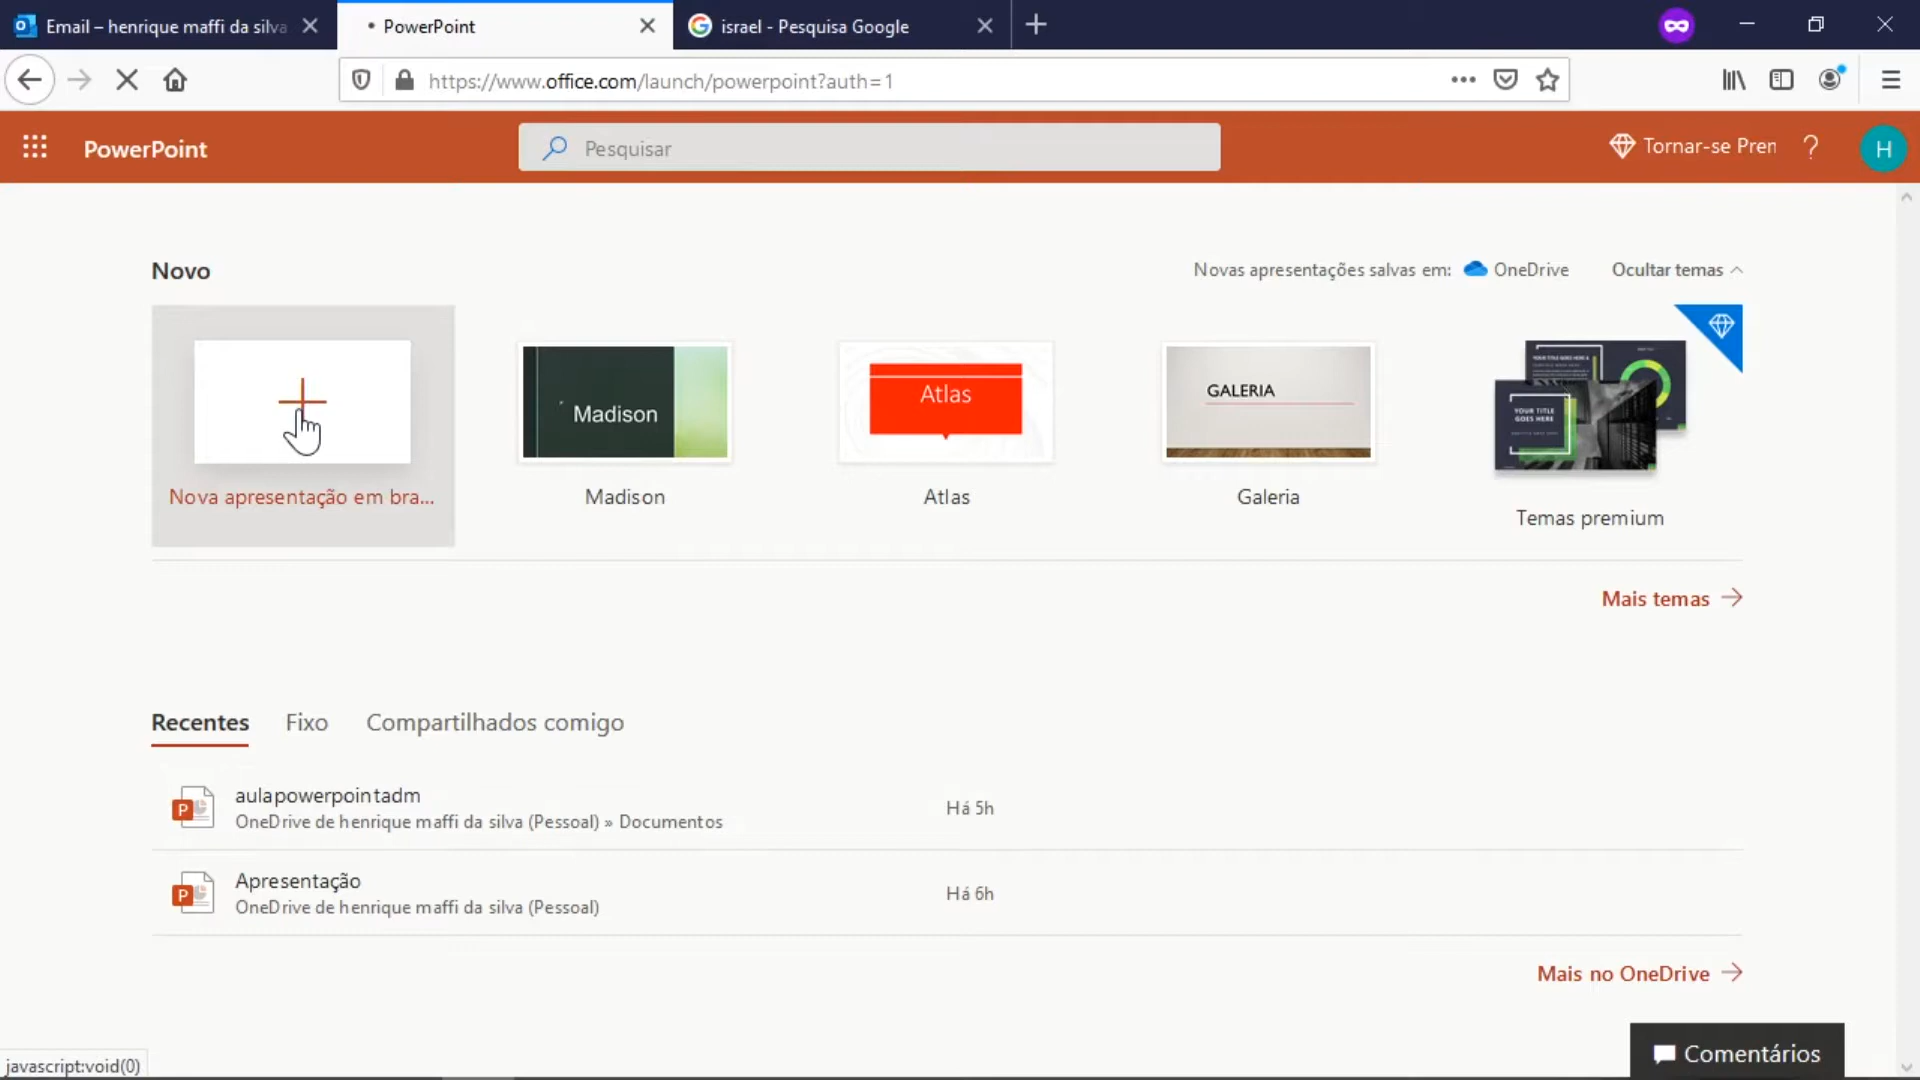 Email – henrique maffi da silva
PowerPoint
israel - Pesquisa Google
https://www.office.com/launch/powerpoint?auth=1
PowerPoint
Pesquisar
Tornar-se Pren
?
H
Novo
Novas apresentações salvas em: OneDrive
Ocultar temas
Madison
Atlas
GALERIA
YOUR TITLE
GOES HERE
Nova apresentação em bra...
Madison
Atlas
Galeria
Temas premium
Mais temas
Recentes
Fixo
Compartilhados comigo
aulapowerpointadm
OneDrive de henrique maffi da silva (Pessoal) » Documentos
Há 5h
Apresentação
OneDrive de henrique maffi da silva (Pessoal)
Há 6h
Mais no OneDrive
Comentários
javascript:void(0)